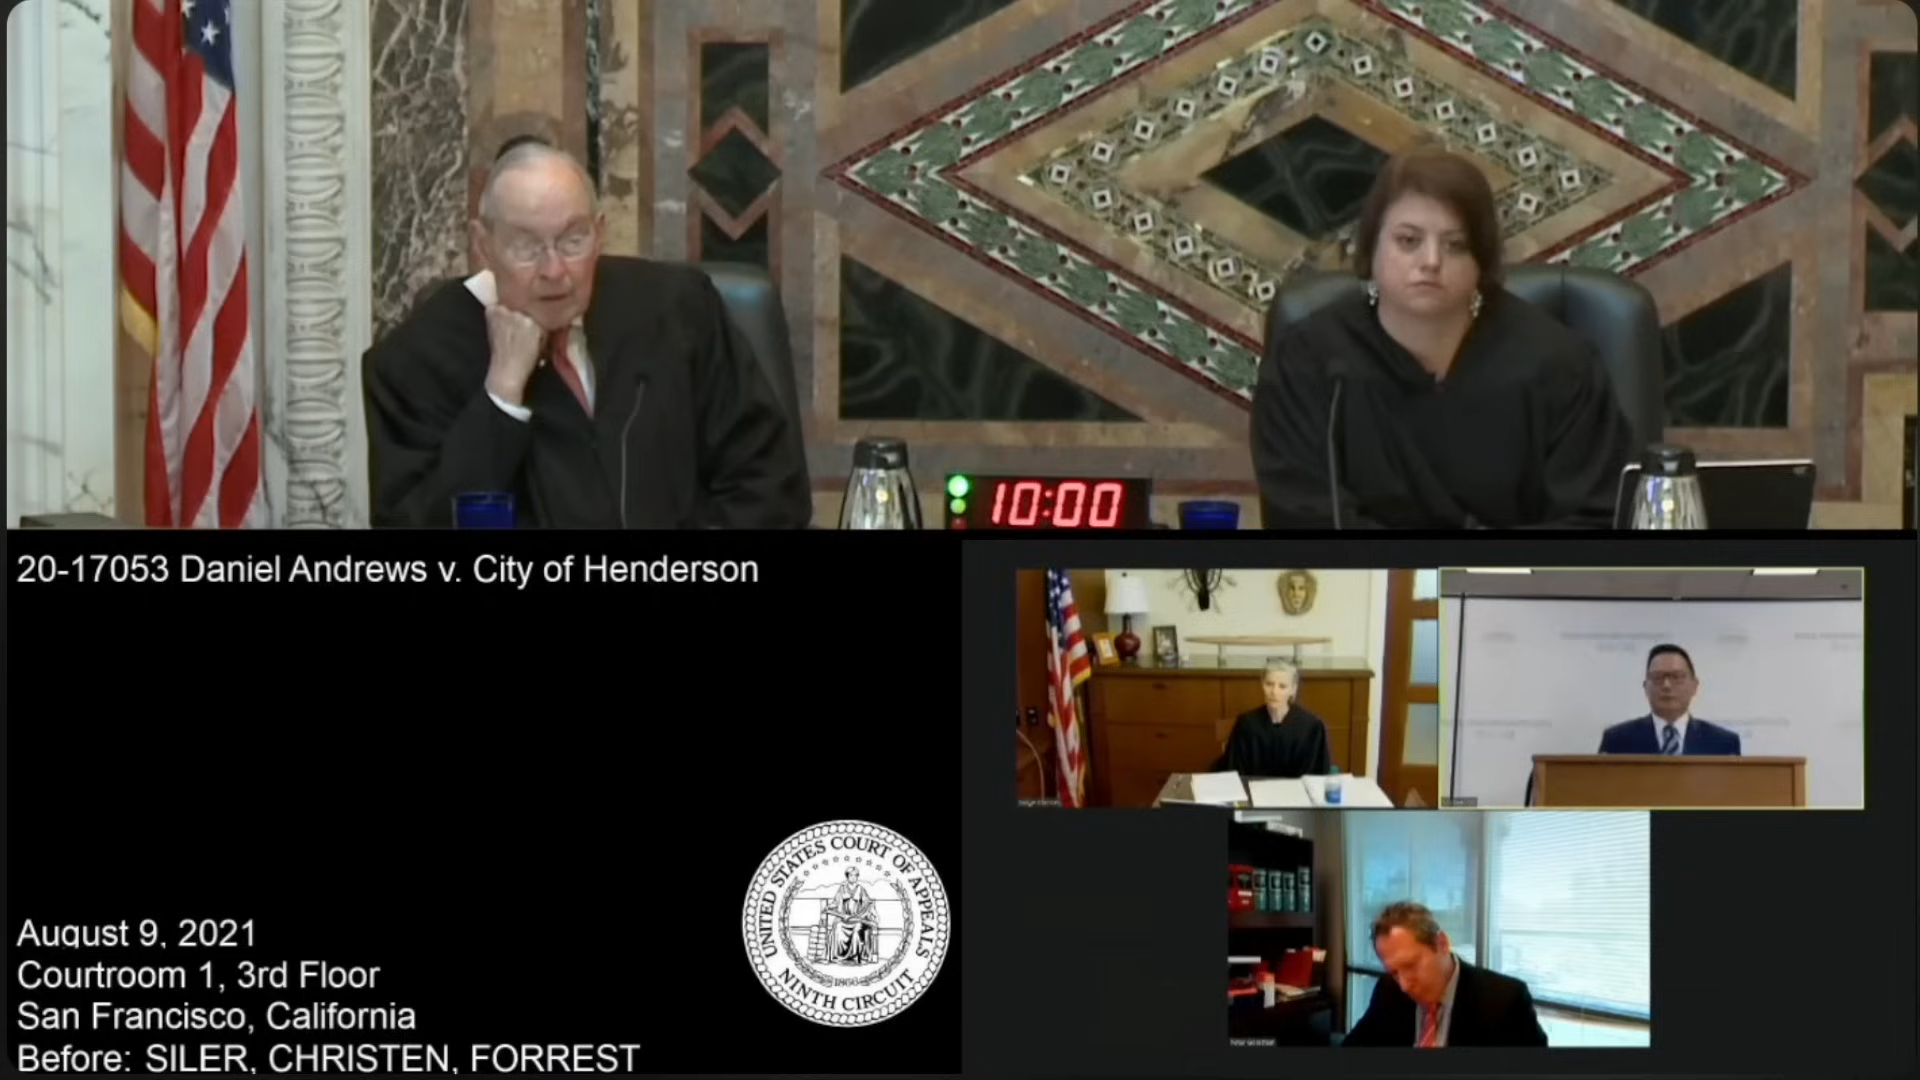 10:00
20-17053 Daniel Andrews v. City of Henderson
August 9, 2021
Courtroom 1, 3rd Floor
San Francisco, California
Before: SILER, CHRISTEN, FORREST
UNITED STATES COURT OF APPEALS
NINTH CIRCUIT